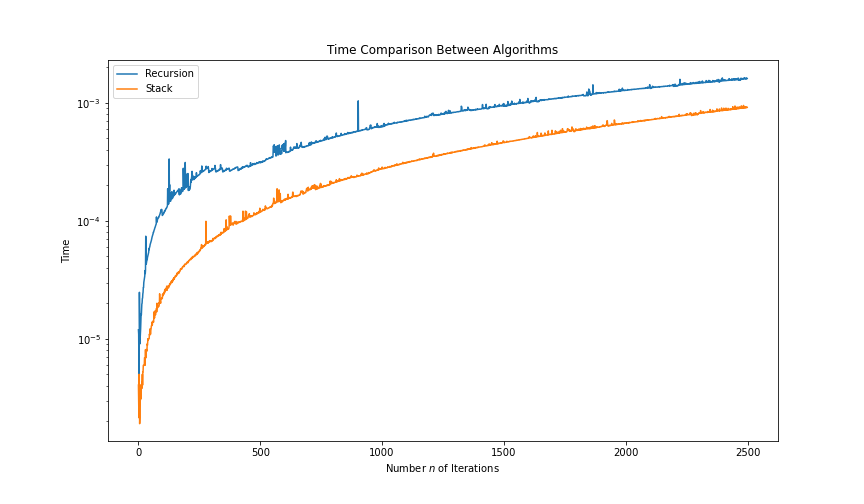 Time Comparison Between Algorithms
Recursion
Stack
Time
10⁻³
10⁻⁴
10⁻⁵
0 500 1000 1500 2000 2500
Number n of Iterations